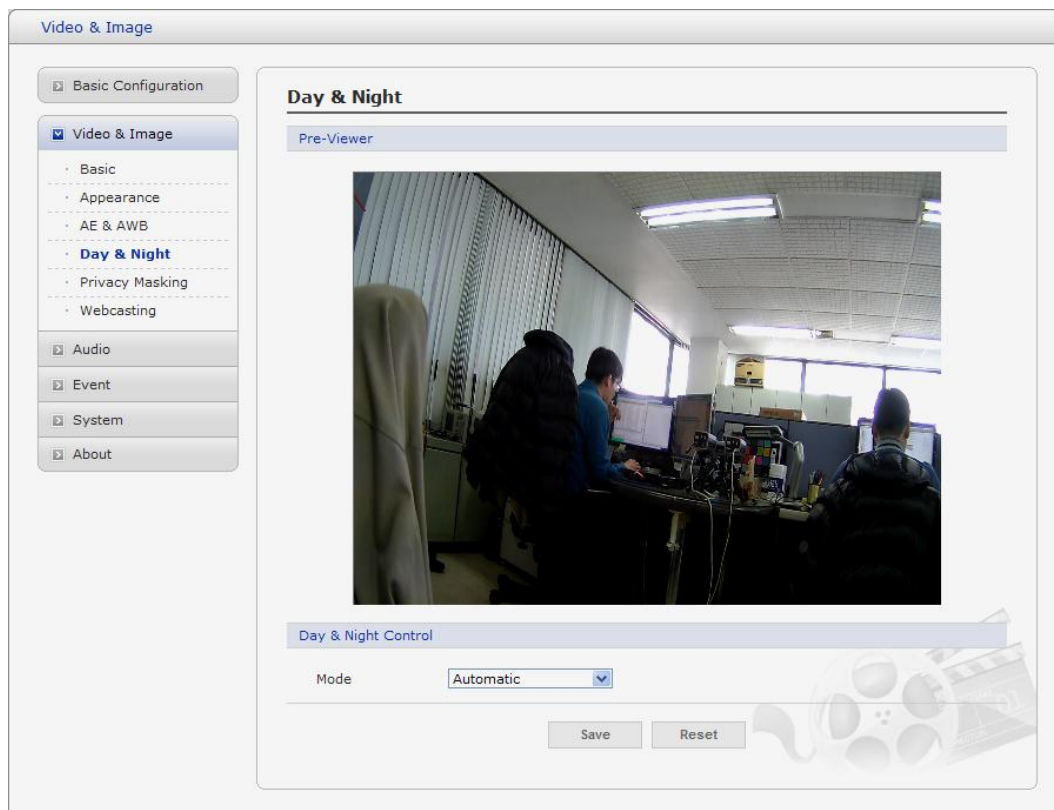 Video & Image
Basic Configuration
Video & Image
Basic
Appearance
AE & AWB
Day & Night
Privacy Masking
Webcasting
Audio
Event
System
About
Day & Night
Pre-Viewer
Day & Night Control
Mode
Automatic
Save
Reset